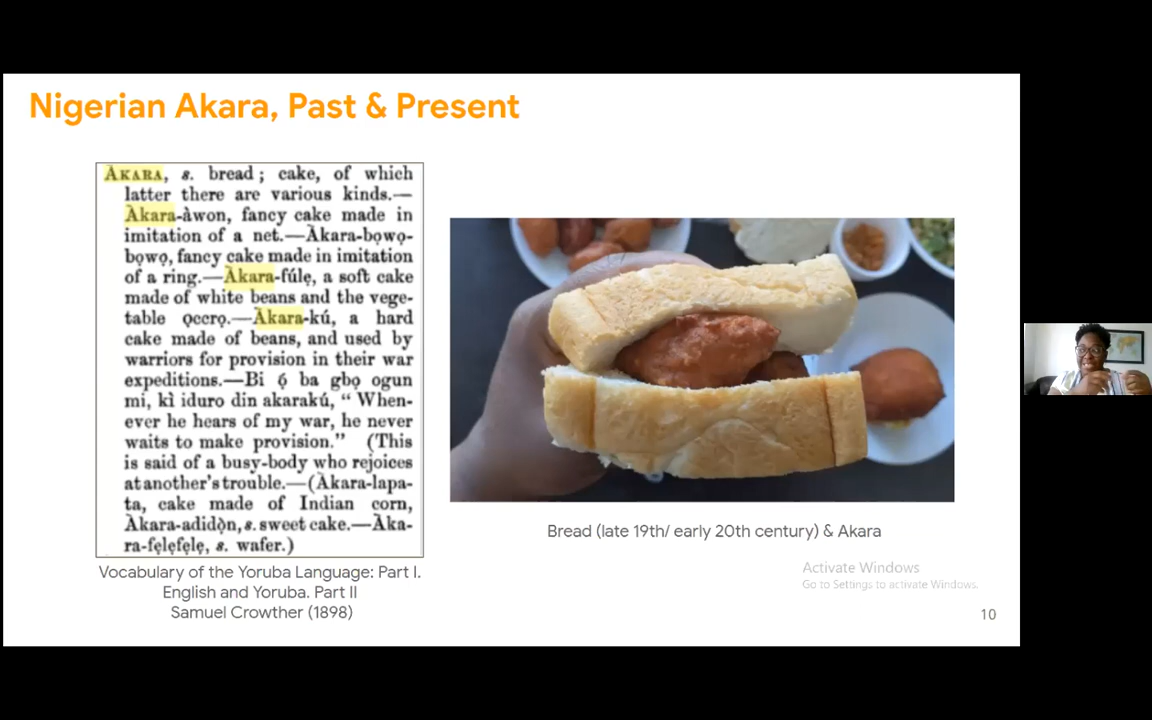 Nigerian Akara, Past & Present
ÀKARA, s. bread; cake, of which
latter there are various kinds.—
Àkara-àwon, fancy cake made in
imitation of a net.—Àkara-bọwọ-
bọwọ, fancy cake made in imitation
of a ring.—Àkara-fúlẹ, a soft cake
made of white beans and the vege-
table ọccrọ.—Àkara-kú, a hard
cake made of beans, and used by
warriors for provision in their war
expeditions.—Bi ọ́ ba gbọ ogun
mi, kì iduro din akarakú, “ When-
ever he hears of my war, he never
waits to make provision.” (This
is said of a busy-body who rejoices
at another's trouble.—(Àkara-lapa-
ta, cake made of Indian corn,
Àkara-adidọ̀n, s. sweet cake.—Àka-
ra-fẹlẹfẹlẹ, s. wafer.)
Vocabulary of the Yoruba Language: Part I.
English and Yoruba. Part II
Samuel Crowther (1898)
Bread (late 19th/ early 20th century) & Akara
Activate Windows
Go to Settings to activate Windows.
10